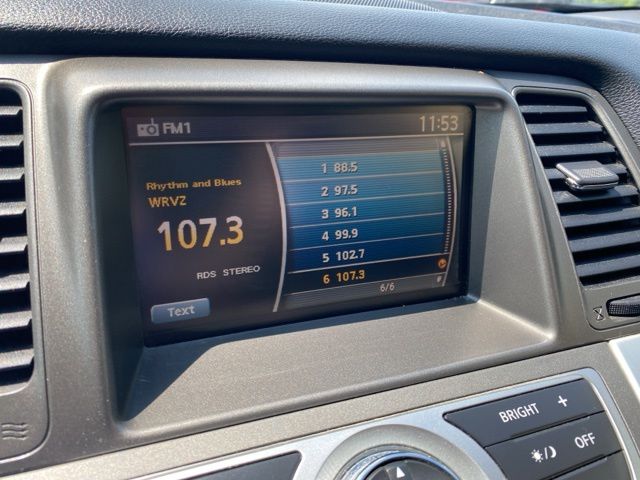 FM1
11:53
Rhythm and Blues
WRVZ
107.3
RDS STEREO
Text
1 88.5
2 97.5
3 96.1
4 99.9
5 102.7
6 107.3
6/6
BRIGHT +
OFF